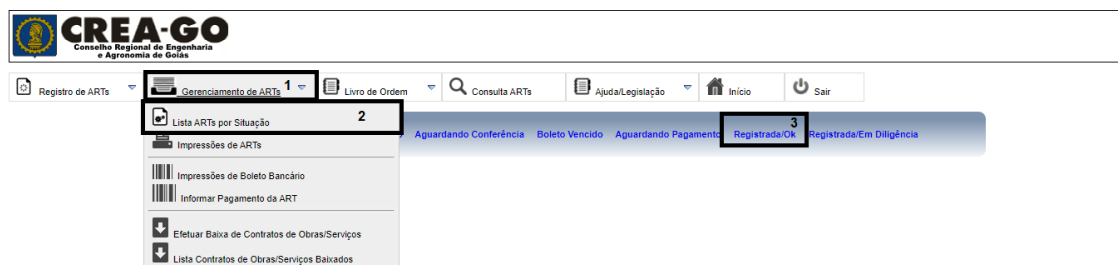 CREA-GO
Conselho Regional de Engenharia
e Agronomia de Goiás
Registro de ARTs Gerenciamento de ARTs 1 Livro de Ordem Consulta ARTs Ajuda/Legislação Início Sair
Lista ARTs por Situação 2
3
Aguardando Conferência Boleto Vencido Aguardando Pagamento Registrada/Ok Registrada/Em Diligência
Impressões de ARTs
Impressões de Boleto Bancário
Informar Pagamento da ART
Efetuar Baixa de Contratos de Obras/Serviços
Lista Contratos de Obras/Serviços Baixados